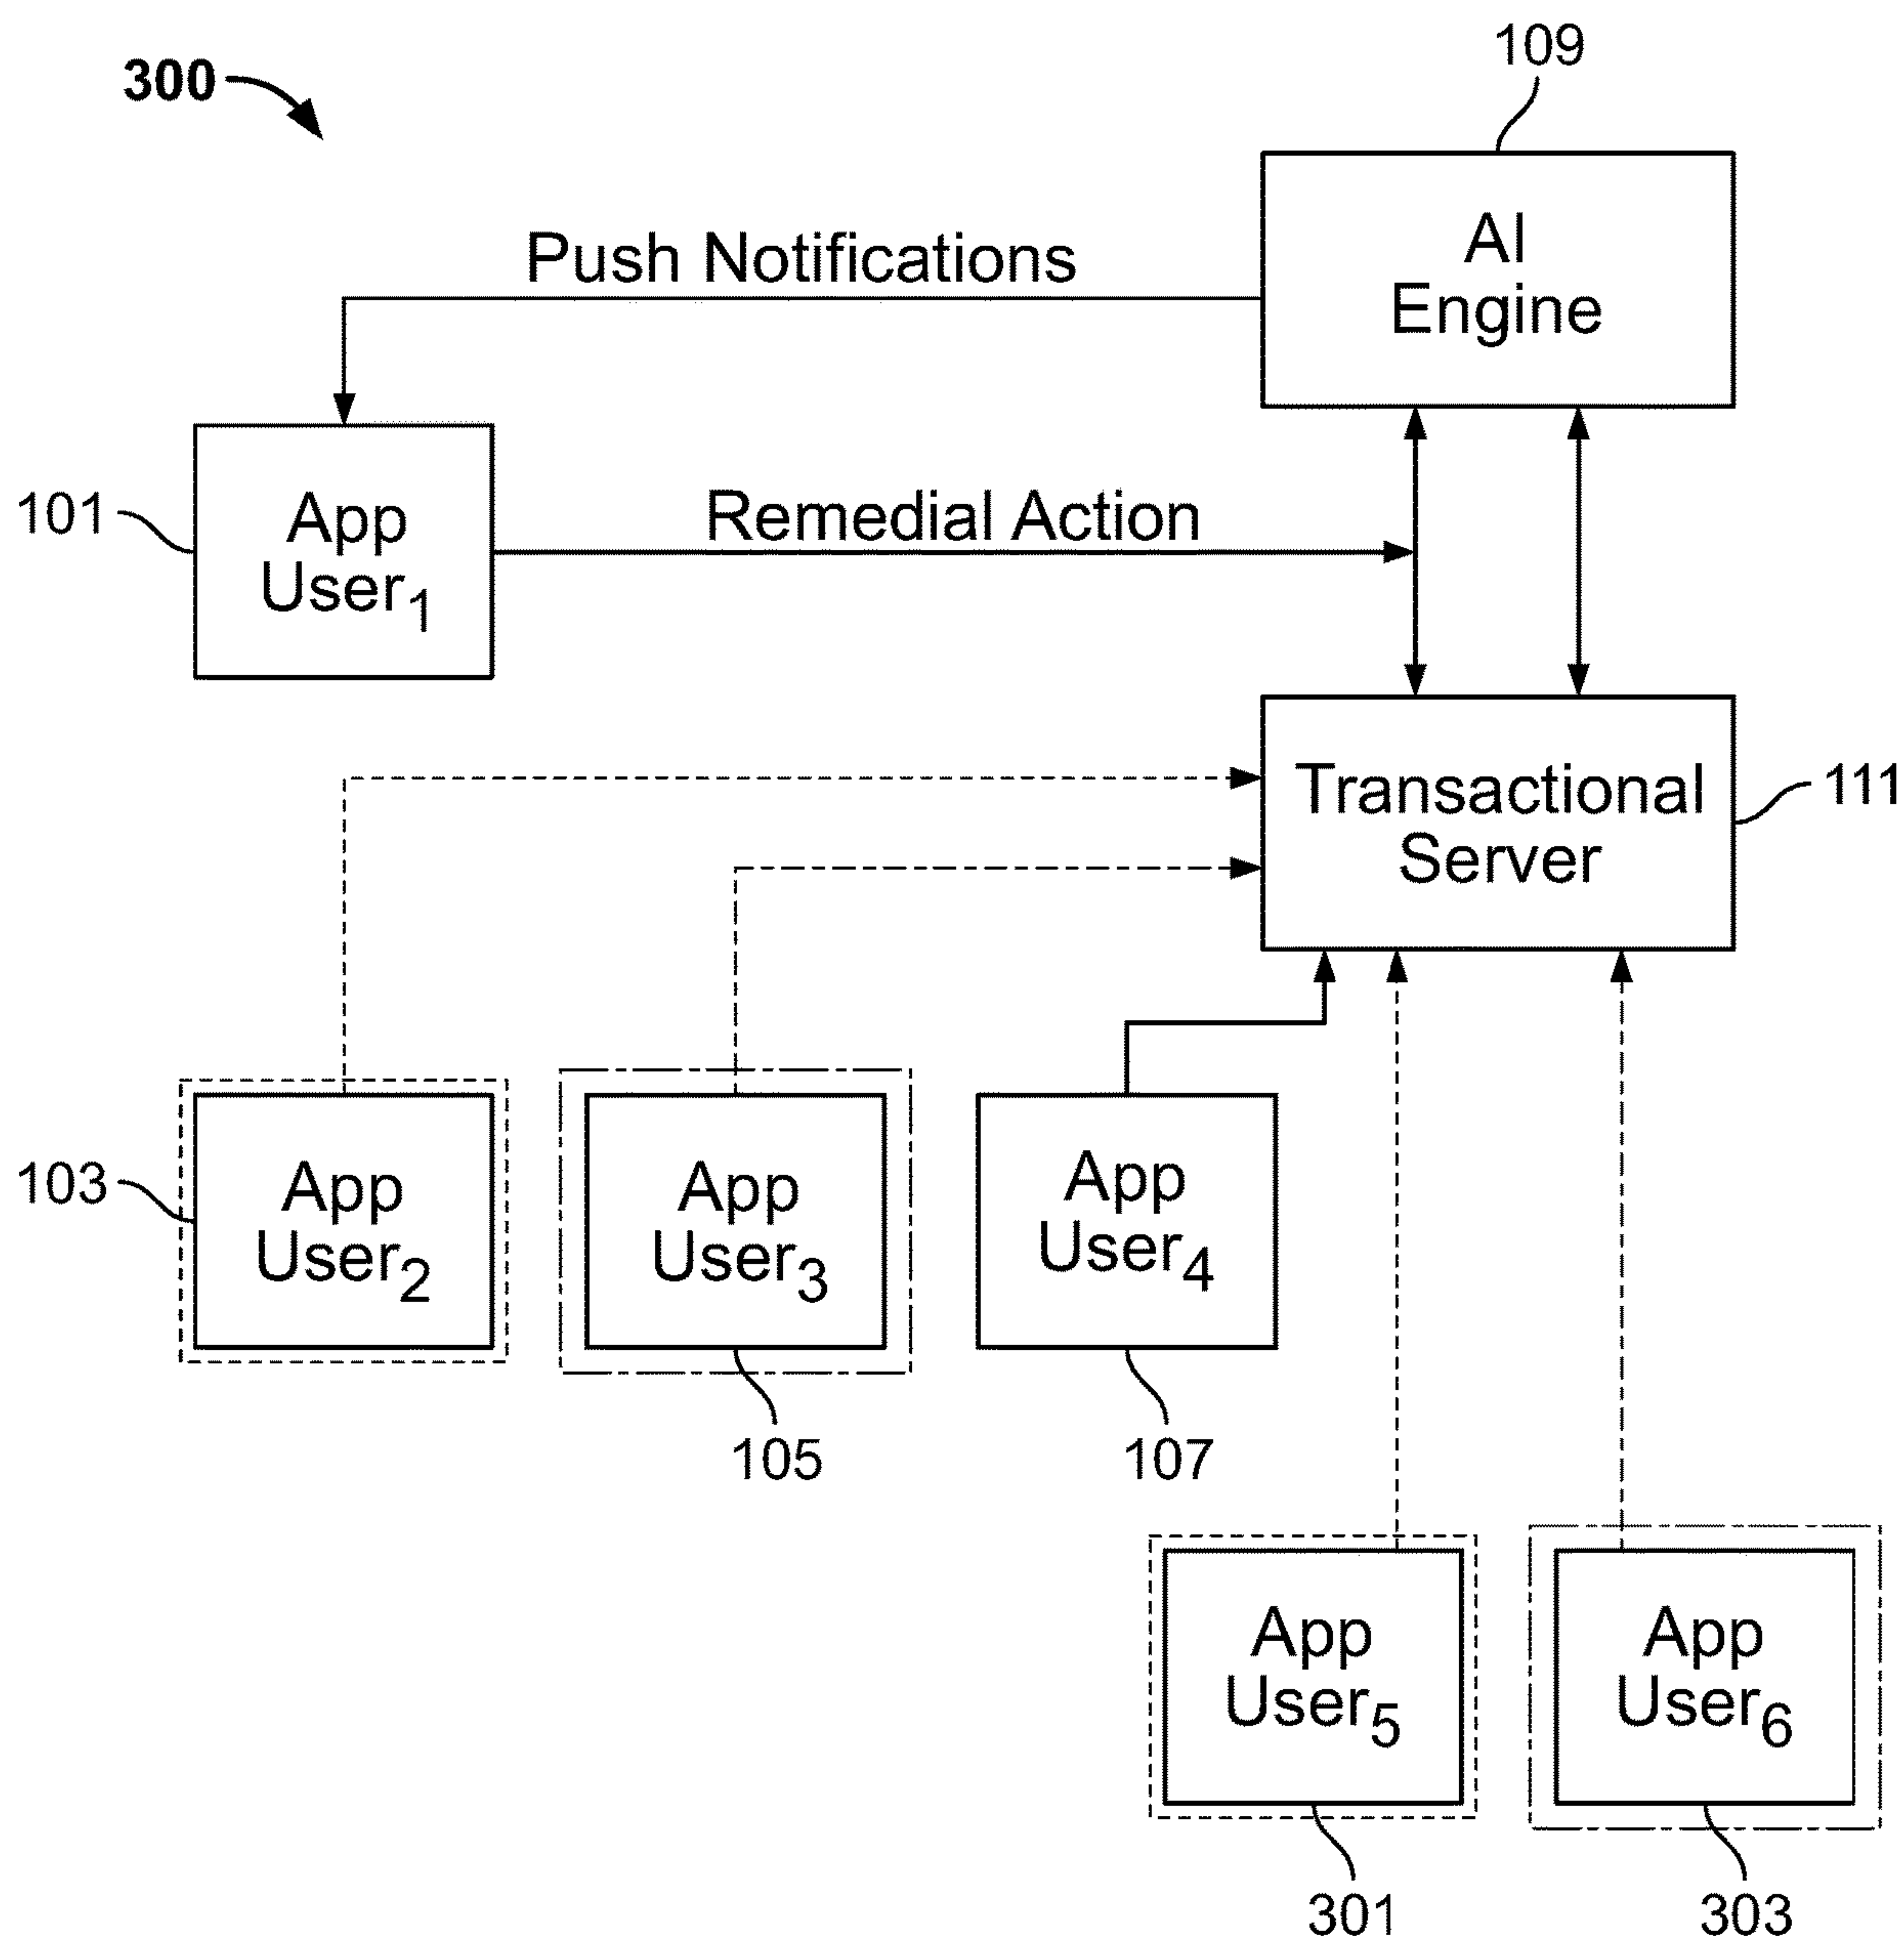 300
109
AI
Engine
Push Notifications
101
App
User1
Remedial Action
Transactional
Server
111
103
App
User2
App
User3
App
User4
105
107
App
User5
App
User6
301
303